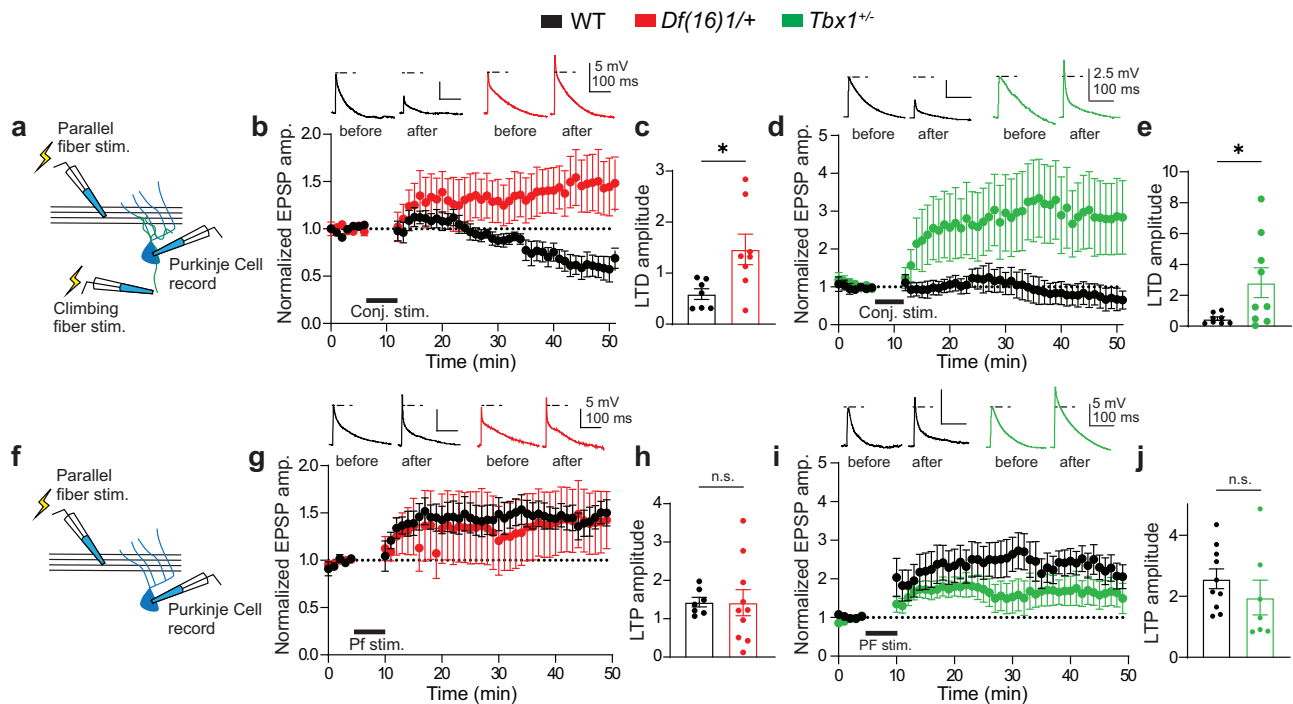 WT Df(16)1/+ Tbx1+/-
a
Parallel
fiber stim.
Purkinje Cell
record
Climbing
fiber stim.
b
before after before after
5 mV
100 ms
Normalized EPSP amp.
2.0
1.5
1.0
0.5
0.0
Conj. stim.
0 10 20 30 40 50
Time (min)
c
*
LTD amplitude
3
2
1
0
d
before after before after
2.5 mV
100 ms
Normalized EPSP amp.
5
4
3
2
1
0
Conj. stim.
0 10 20 30 40 50
Time (min)
e
*
LTD amplitude
10
8
6
4
2
0
f
Parallel
fiber stim.
Purkinje Cell
record
g
before after before after
5 mV
100 ms
Normalized EPSP amp.
2.0
1.5
1.0
0.5
0.0
Pf stim.
0 10 20 30 40 50
Time (min)
h
n.s.
LTP amplitude
4
3
2
1
0
i
before after before after
5 mV
100 ms
Normalized EPSP amp.
5
4
3
2
1
0
PF stim.
0 10 20 30 40 50
Time (min)
j
n.s.
LTP amplitude
6
4
2
0